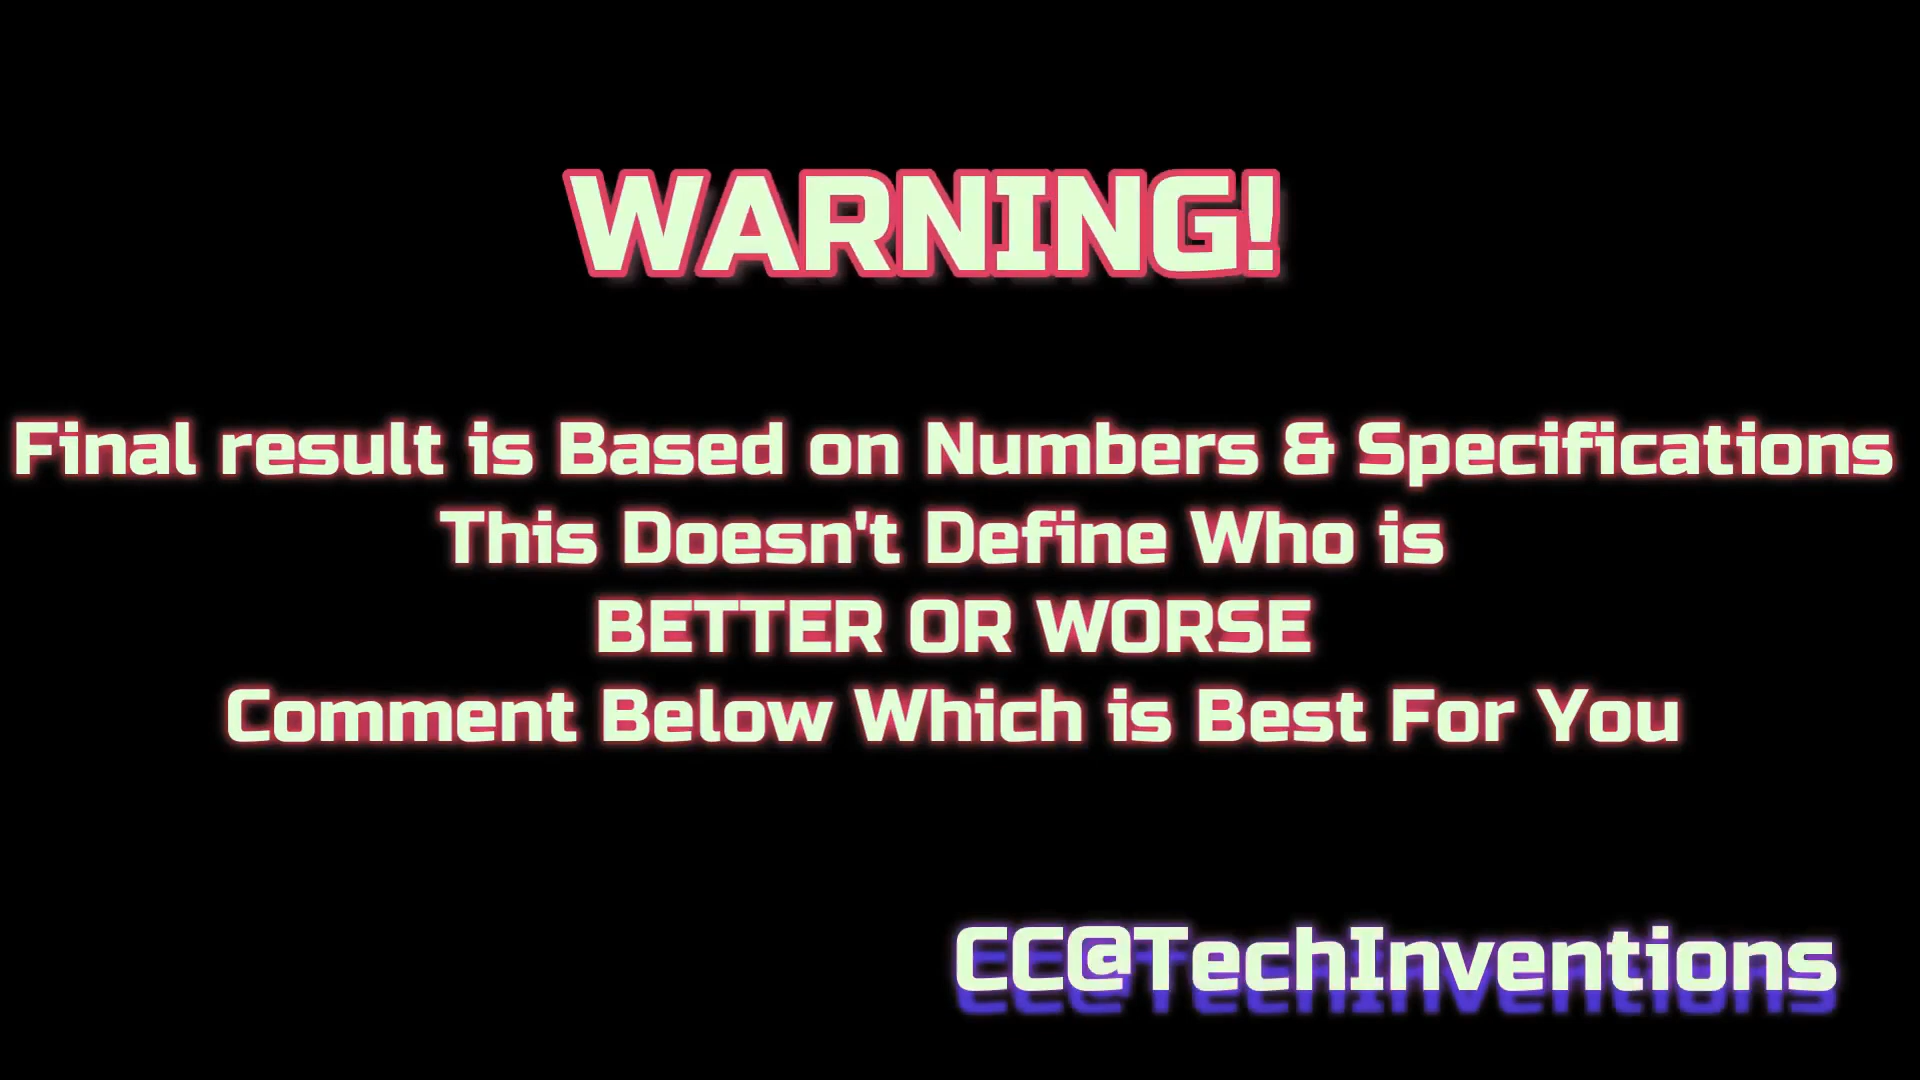 WARNING!
Final result is Based on Numbers & Specifications
This Doesn't Define Who is
BETTER OR WORSE
Comment Below Which is Best For You
CC@TechInventions